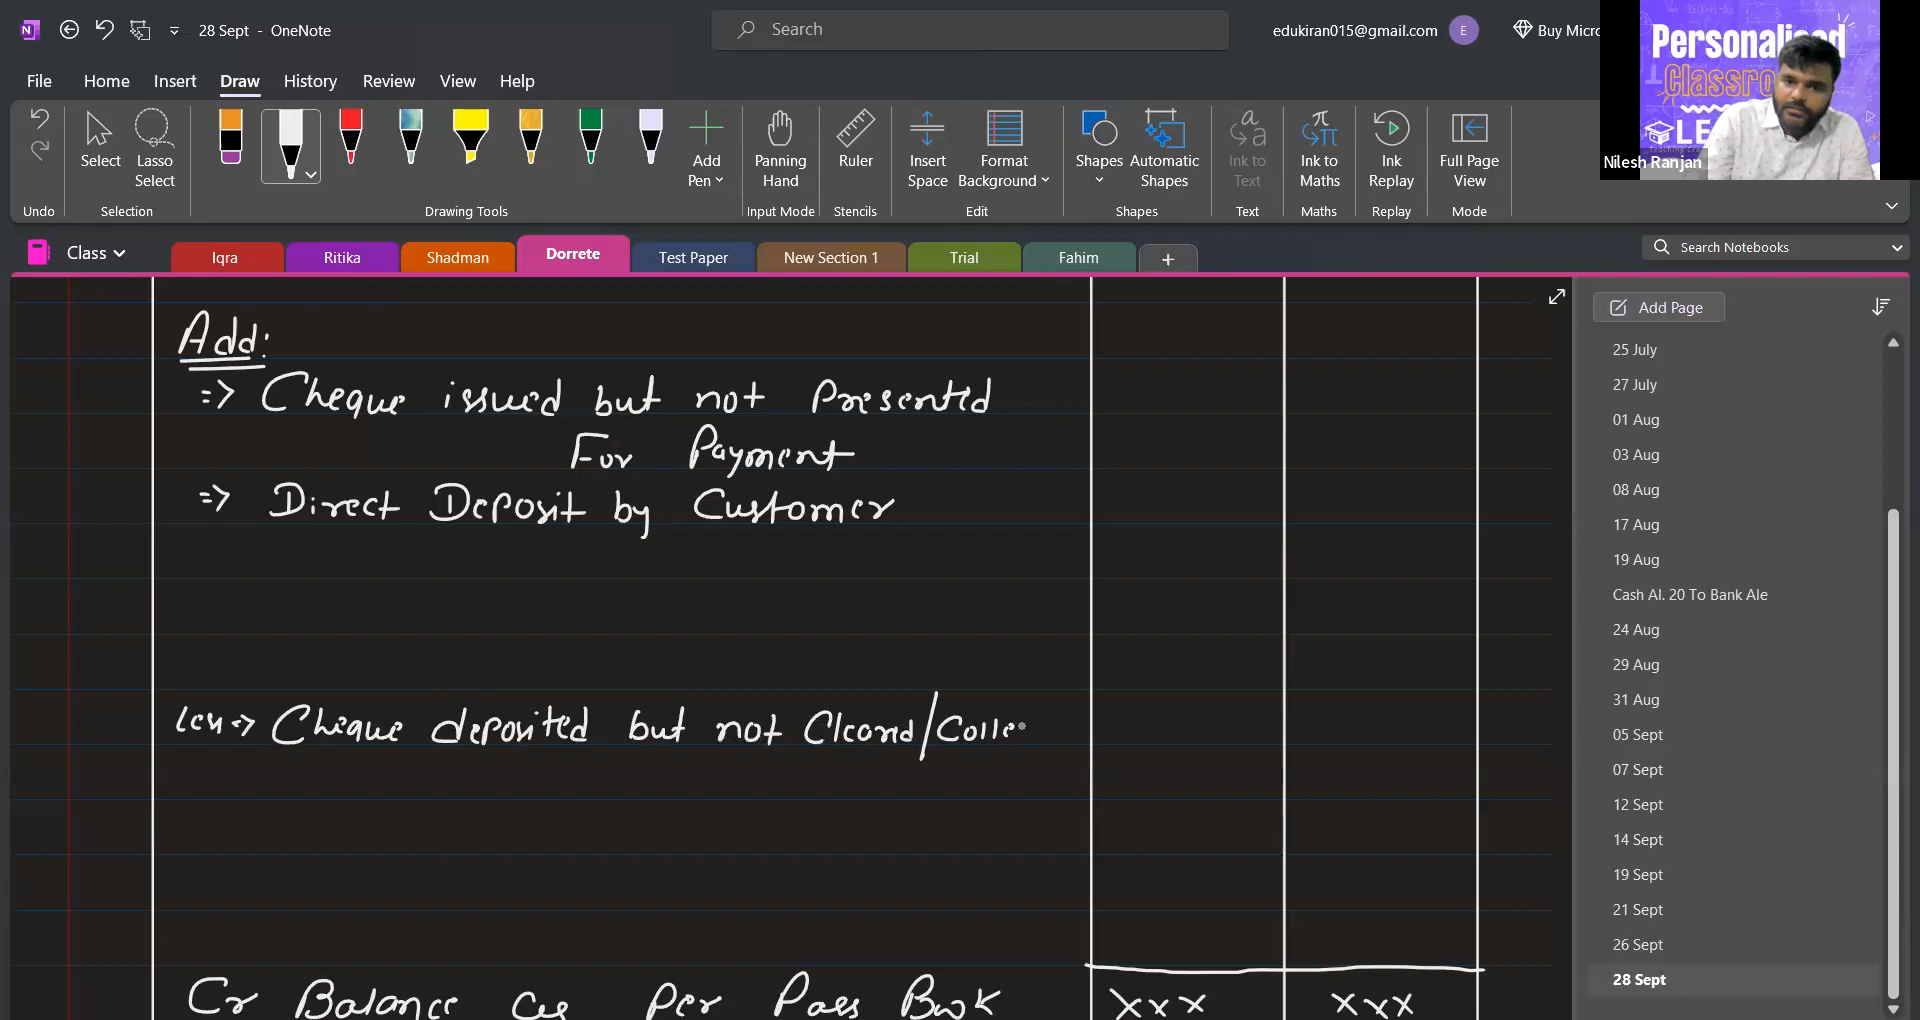 28 Sept - OneNote
Search
edukiran015@gmail.com
E
Buy Micro
File Home Insert Draw History Review View Help
Select
Lasso Select
Add Pen
Panning Hand
Ruler
Insert Space
Format Background
Shapes
Automatic Shapes
Ink to Text
Ink to Maths
Ink Replay
Full Page View
Undo Selection Drawing Tools Input Mode Stencils Edit Shapes Text Maths Replay Mode
Personalised
Classro
LE
Nilesh Ranjan
Class
Iqra Ritika Shadman Dorrete Test Paper New Section 1 Trial Fahim +
Search Notebooks
Add:
=> Cheque issued but not Presented
For Payment
=> Direct Deposit by Customer
Less => Cheque deposited but not Cleared/Colle
Cr Balance as Per Pass Book xxx xxx
Add Page
25 July
27 July
01 Aug
03 Aug
08 Aug
17 Aug
19 Aug
Cash Al. 20 To Bank Ale
24 Aug
29 Aug
31 Aug
05 Sept
07 Sept
12 Sept
14 Sept
19 Sept
21 Sept
26 Sept
28 Sept